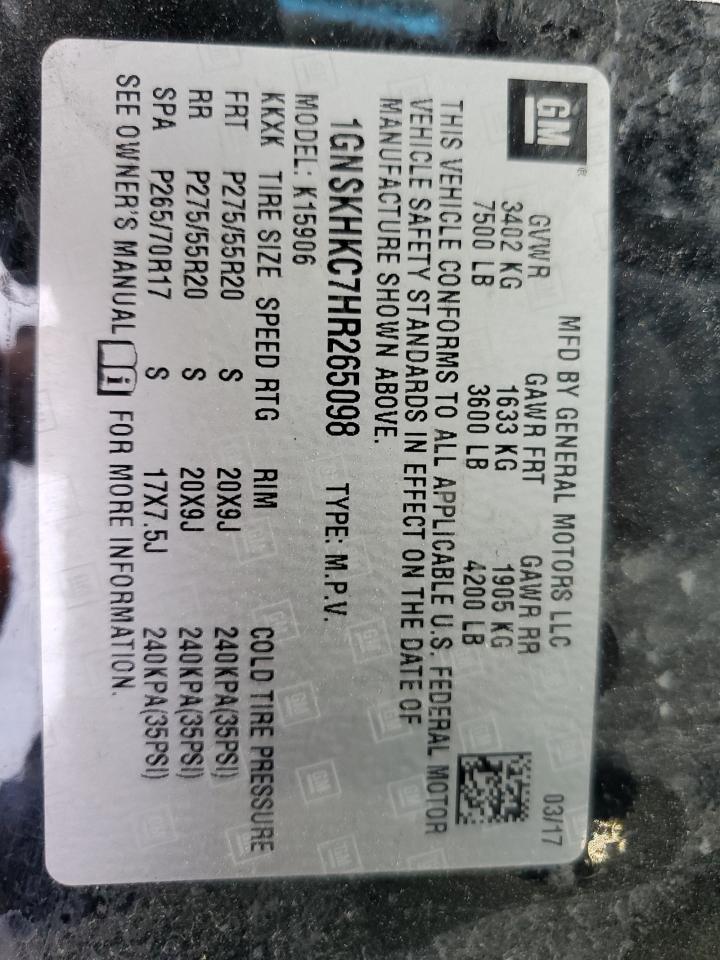 GM®
MFD BY GENERAL MOTORS LLC 03/17
GVWR GAWR FRT GAWR RR
3402 KG 1633 KG 1905 KG
7500 LB 3600 LB 4200 LB
THIS VEHICLE CONFORMS TO ALL APPLICABLE U.S. FEDERAL MOTOR
VEHICLE SAFETY STANDARDS IN EFFECT ON THE DATE OF
MANUFACTURE SHOWN ABOVE.
1GNSKHKC7HR265098 TYPE: M.P.V.
MODEL: K15906
KKXK TIRE SIZE SPEED RTG RIM COLD TIRE PRESSURE
FRT P275/55R20 S 20X9J 240KPA(35PSI)
RR P275/55R20 S 20X9J 240KPA(35PSI)
SPA P265/70R17 S 17X7.5J 240KPA(35PSI)
SEE OWNER'S MANUAL i FOR MORE INFORMATION.